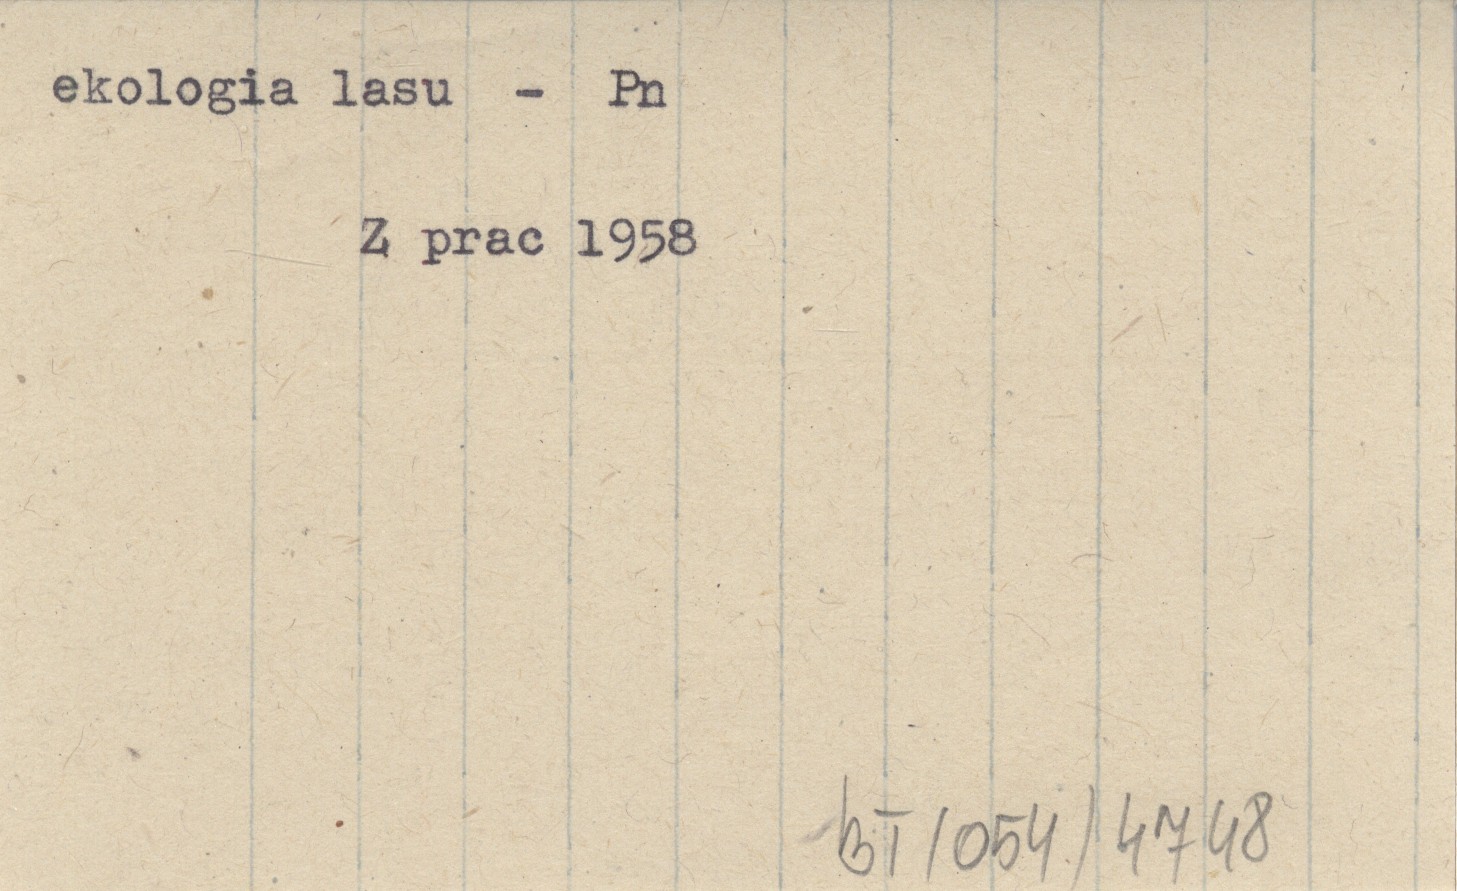 ekologia lasu - Pn
Z prac 1958
BT/054/4748